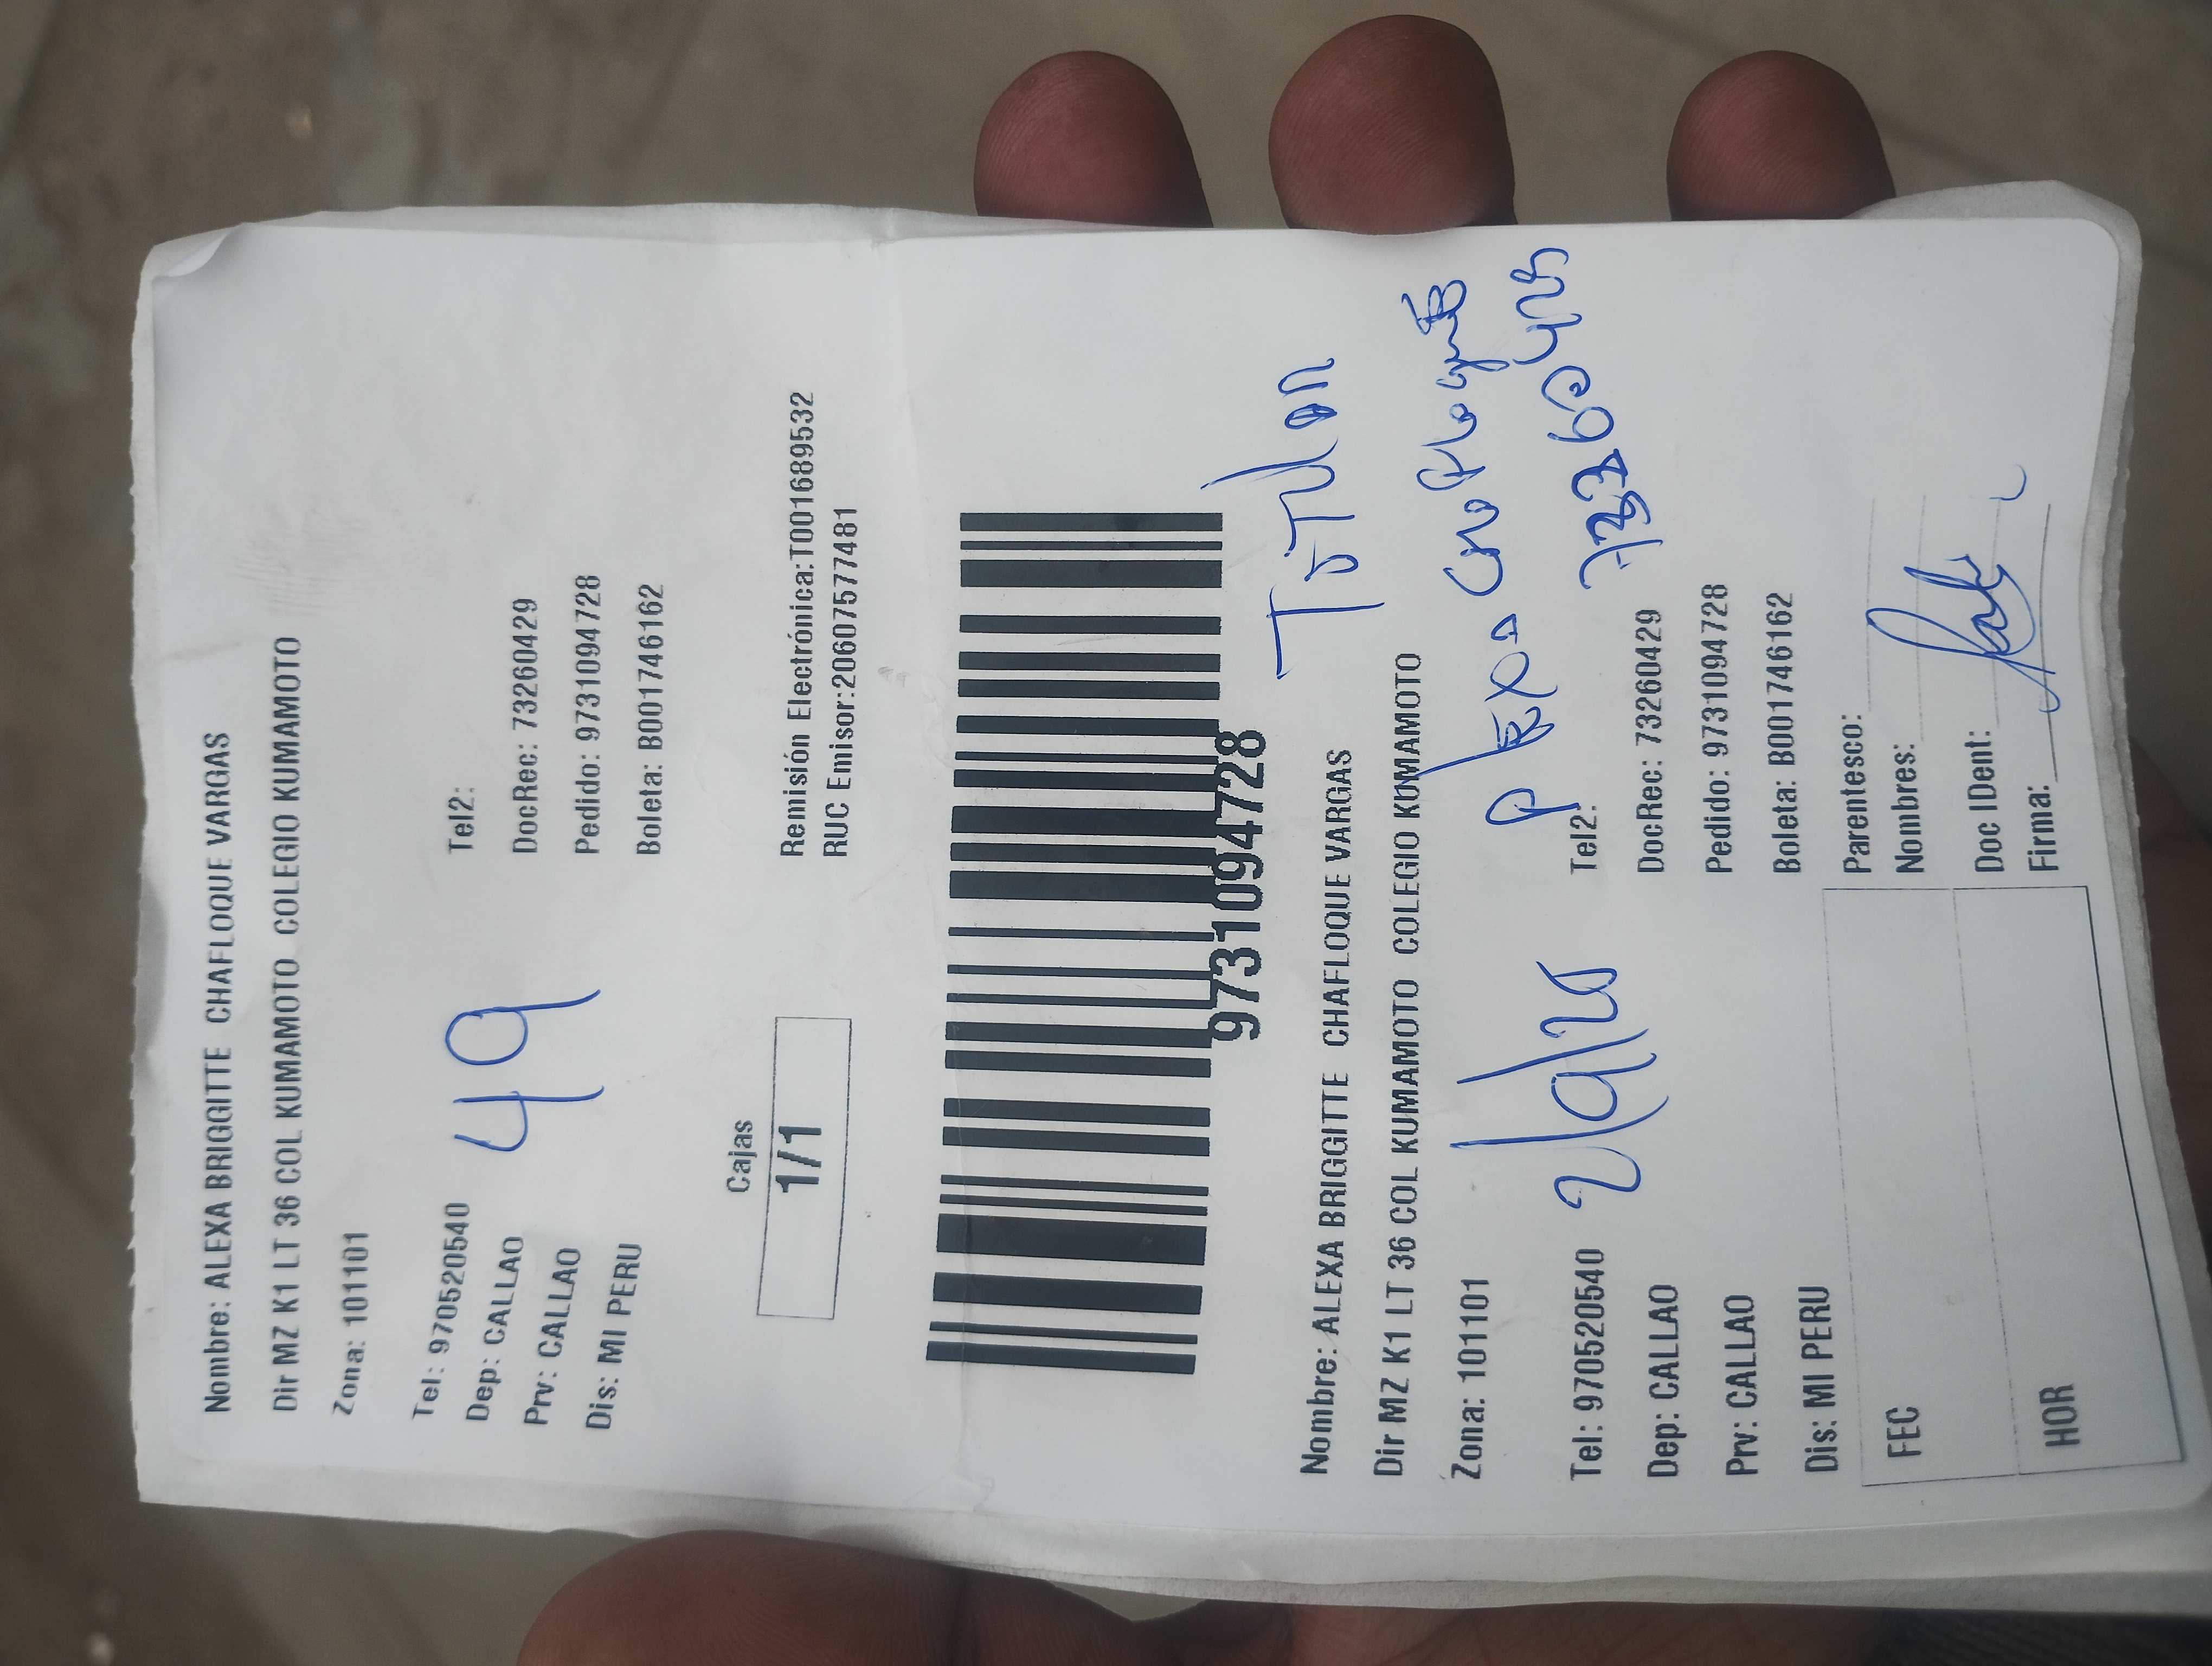 Nombre: ALEXA BRIGGITTE CHAFLOQUE VARGAS
Dir MZ K1 LT 36 COL KUMAMOTO COLEGIO KUMAMOTO
Zona: 101101
Tel: 970520540 Tel2:
Dep: CALLAO DocRec: 73260429
Prv: CALLAO Pedido: 9731094728
Dis: MI PERU Boleta: B001746162
49
Cajas
1/1
Remisión Electrónica:T001689532
RUC Emisor:20607577481
9731094728
Nombre: ALEXA BRIGGITTE CHAFLOQUE VARGAS
Dir MZ K1 LT 36 COL KUMAMOTO COLEGIO KUMAMOTO
Zona: 101101
Tel: 970520540 Tel2:
Dep: CALLAO DocRec: 73260429
Prv: CALLAO Pedido: 9731094728
Dis: MI PERU Boleta: B001746162
FEC
HOR
Parentesco:
Nombres:
Doc IDent:
Firma: